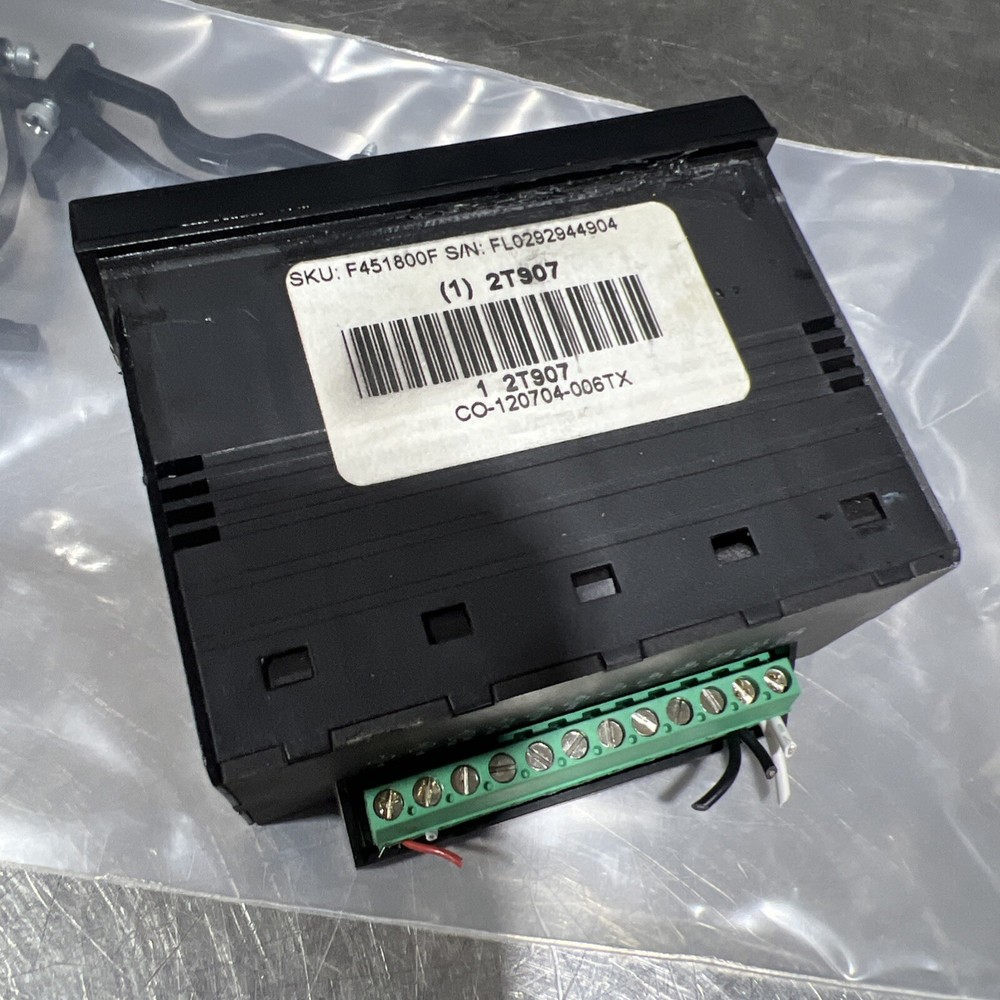 SKU: F451800F S/N: FL0292944904
(1) 2T907
1 2T907
CO-120704-006TX